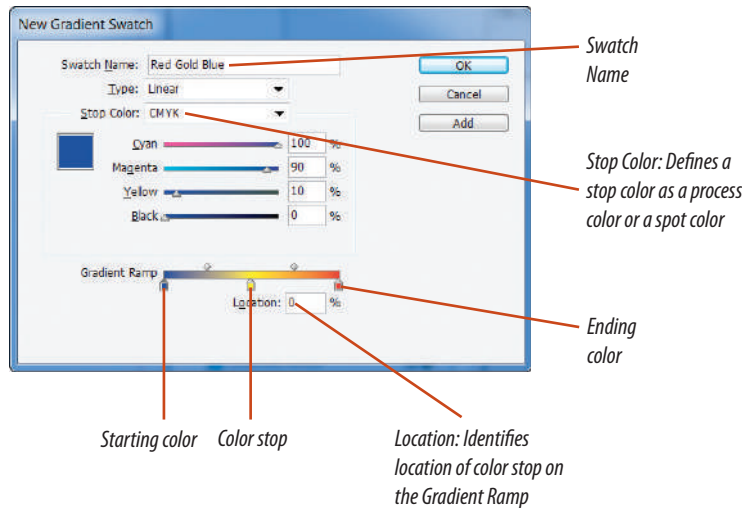 New Gradient Swatch
Swatch Name: Red Gold Blue
OK
Type: Linear
Cancel
Stop Color: CMYK
Add
Cyan 100 %
Magenta 90 %
Yellow 10 %
Black 0 %
Gradient Ramp
Location: 0 %
Swatch
Name
Stop Color: Defines a
stop color as a process
color or a spot color
Ending
color
Starting color
Color stop
Location: Identifies
location of color stop on
the Gradient Ramp